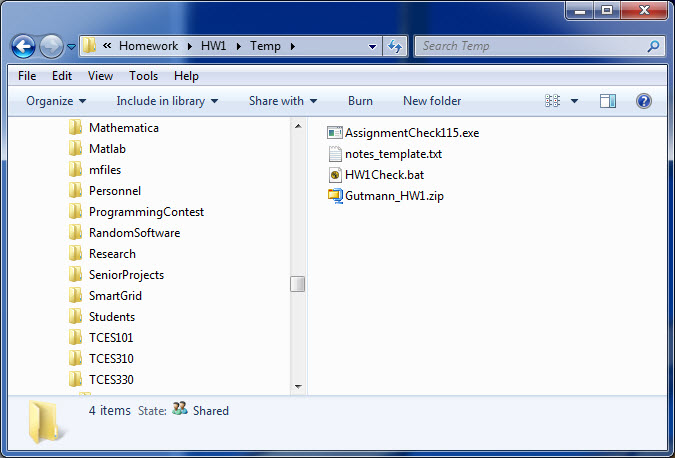 « Homework HW1 Temp
Search Temp
File Edit View Tools Help
Organize Include in library Share with Burn New folder
Mathematica
Matlab
mfiles
Personnel
ProgrammingContest
RandomSoftware
Research
SeniorProjects
SmartGrid
Students
TCES101
TCES310
TCES330
AssignmentCheck115.exe
notes_template.txt
HW1Check.bat
Gutmann_HW1.zip
4 items State: Shared